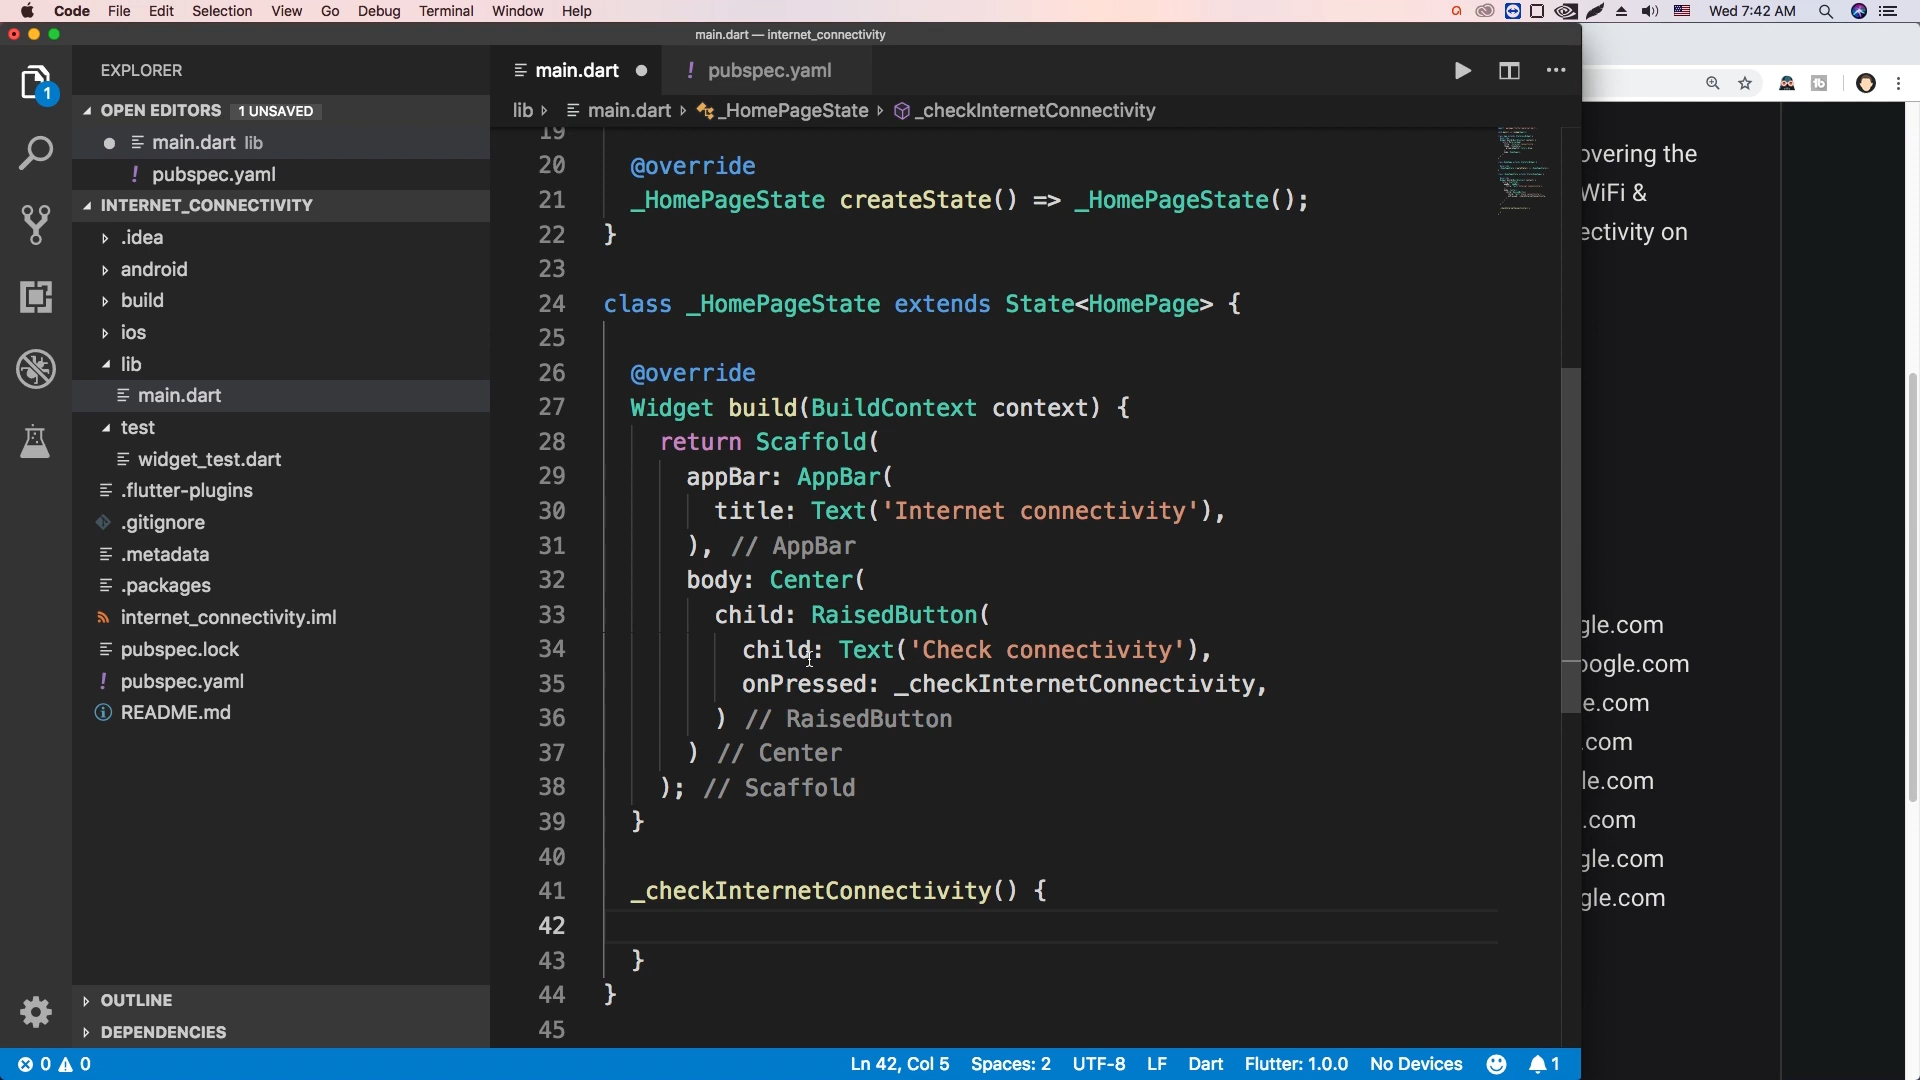 Code File Edit Selection View Go Debug Terminal Window Help Wed 7:42 AM
main.dart — internet_connectivity
EXPLORER
OPEN EDITORS 1 UNSAVED
main.dart lib
pubspec.yaml
INTERNET_CONNECTIVITY
.idea
android
build
ios
lib
main.dart
test
widget_test.dart
.flutter-plugins
.gitignore
.metadata
.packages
internet_connectivity.iml
pubspec.lock
pubspec.yaml
README.md
OUTLINE
DEPENDENCIES
main.dart ! pubspec.yaml
lib main.dart _HomePageState _checkInternetConnectivity
19
20 @override
21 _HomePageState createState() => _HomePageState();
22 }
23
24 class _HomePageState extends State<HomePage> {
25
26 @override
27 Widget build(BuildContext context) {
28 return Scaffold(
29 appBar: AppBar(
30 title: Text('Internet connectivity'),
31 ), // AppBar
32 body: Center(
33 child: RaisedButton(
34 child: Text('Check connectivity'),
35 onPressed: _checkInternetConnectivity,
36 ) // RaisedButton
37 ) // Center
38 ); // Scaffold
39 }
40
41 _checkInternetConnectivity() {
42
43 }
44 }
45
overing the
WiFi &
ectivity on
gle.com
oogle.com
e.com
.com
le.com
.com
gle.com
gle.com
0 0 Ln 42, Col 5 Spaces: 2 UTF-8 LF Dart Flutter: 1.0.0 No Devices 1